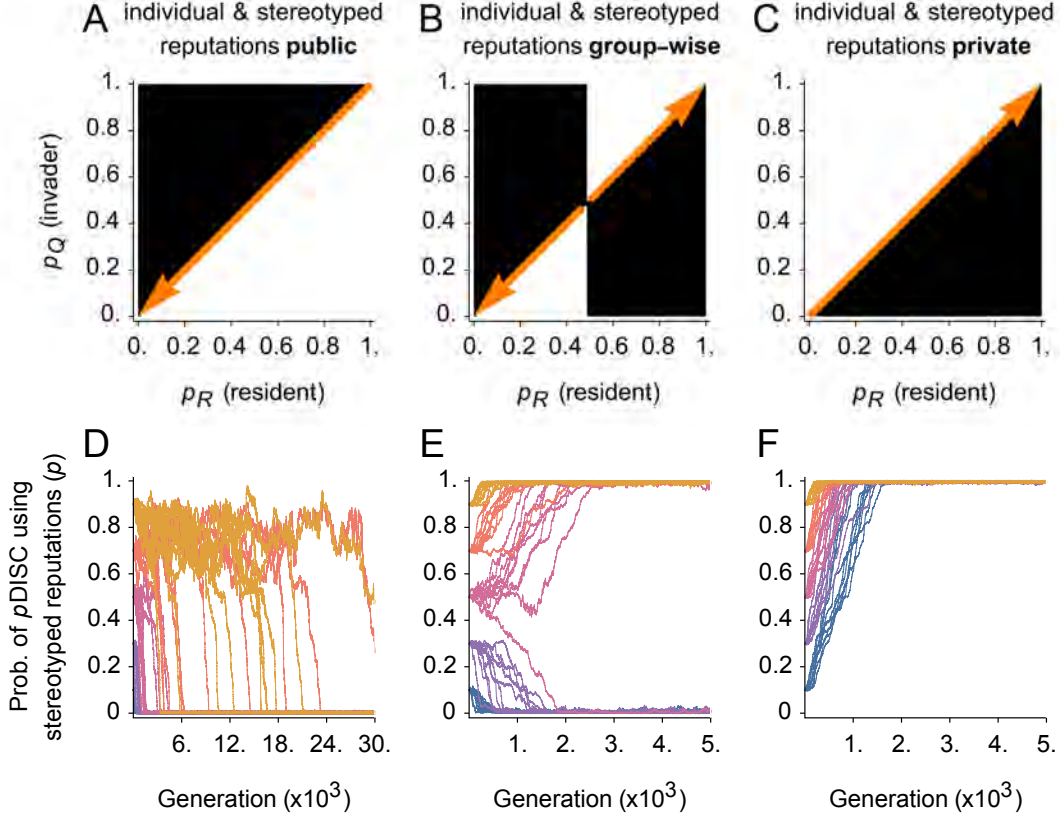 A individual & stereotyped
reputations public
B individual & stereotyped
reputations group-wise
C individual & stereotyped
reputations private
pQ (invader)
1.
0.8
0.6
0.4
0.2
0.
0. 0.2 0.4 0.6 0.8 1.
pR (resident)
1.
0.8
0.6
0.4
0.2
0.
0. 0.2 0.4 0.6 0.8 1.
pR (resident)
1.
0.8
0.6
0.4
0.2
0.
0. 0.2 0.4 0.6 0.8 1.
pR (resident)
D
Prob. of pDISC using
stereotyped reputations (p)
1.
0.8
0.6
0.4
0.2
0
6. 12. 18. 24. 30.
Generation (x10³)
E
1.
0.8
0.6
0.4
0.2
0
1. 2. 3. 4. 5.
Generation (x10³)
F
1.
0.8
0.6
0.4
0.2
0
1. 2. 3. 4. 5.
Generation (x10³)